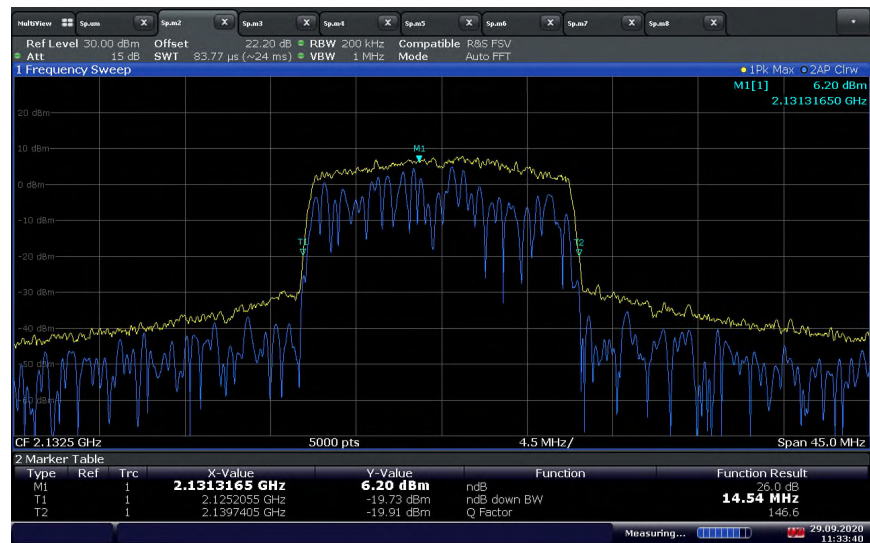 MultiView Sp.um X Sp.m2 X Sp.m3 X Sp.m4 X Sp.m5 X Sp.m6 X Sp.m7 X Sp.m8 X
Ref Level 30.00 dBm Offset 22.20 dB RBW 200 kHz Compatible R&S FSV
Att 15 dB SWT 83.77 µs (~24 ms) VBW 1 MHz Mode Auto FFT
1 Frequency Sweep 1Pk Max 2AP Clrw
M1[1] 6.20 dBm
2.13131650 GHz
20 dBm
10 dBm
M1
0 dBm
-10 dBm
T1 T2
-20 dBm
-30 dBm
-40 dBm
-50 dBm
-60 dBm
CF 2.1325 GHz 5000 pts 4.5 MHz/ Span 45.0 MHz
2 Marker Table
Type Ref Trc X-Value Y-Value Function Function Result
M1 1 2.1313165 GHz 6.20 dBm ndB 26.0 dB
T1 1 2.1252055 GHz -19.73 dBm ndB down BW 14.54 MHz
T2 1 2.1397405 GHz -19.91 dBm Q Factor 146.6
Measuring... 29.09.2020
11:33:40